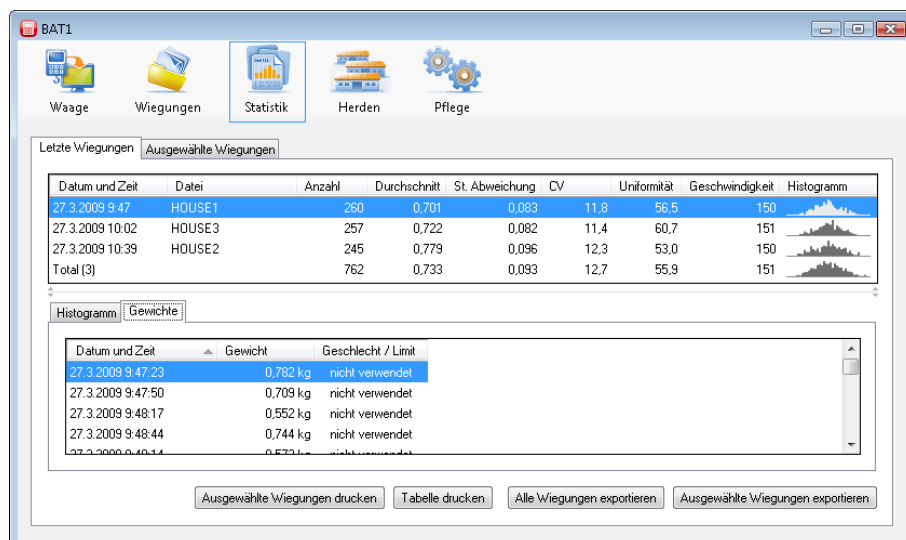 BAT1
Waage Wiegungen Statistik Herden Pflege
Letzte Wiegungen Ausgewählte Wiegungen
Datum und Zeit Datei Anzahl Durchschnitt St. Abweichung CV Uniformität Geschwindigkeit Histogramm
27.3.2009 9:47 HOUSE1 260 0,701 0,083 11,8 56,5 150
27.3.2009 10:02 HOUSE3 257 0,722 0,082 11,4 60,7 151
27.3.2009 10:39 HOUSE2 245 0,779 0,096 12,3 53,0 150
Total (3) 762 0,733 0,093 12,7 55,9 151
Histogramm Gewichte
Datum und Zeit Gewicht Geschlecht / Limit
27.3.2009 9:47:23 0,782 kg nicht verwendet
27.3.2009 9:47:50 0,709 kg nicht verwendet
27.3.2009 9:48:17 0,552 kg nicht verwendet
27.3.2009 9:48:44 0,744 kg nicht verwendet
Ausgewählte Wiegungen drucken Tabelle drucken Alle Wiegungen exportieren Ausgewählte Wiegungen exportieren